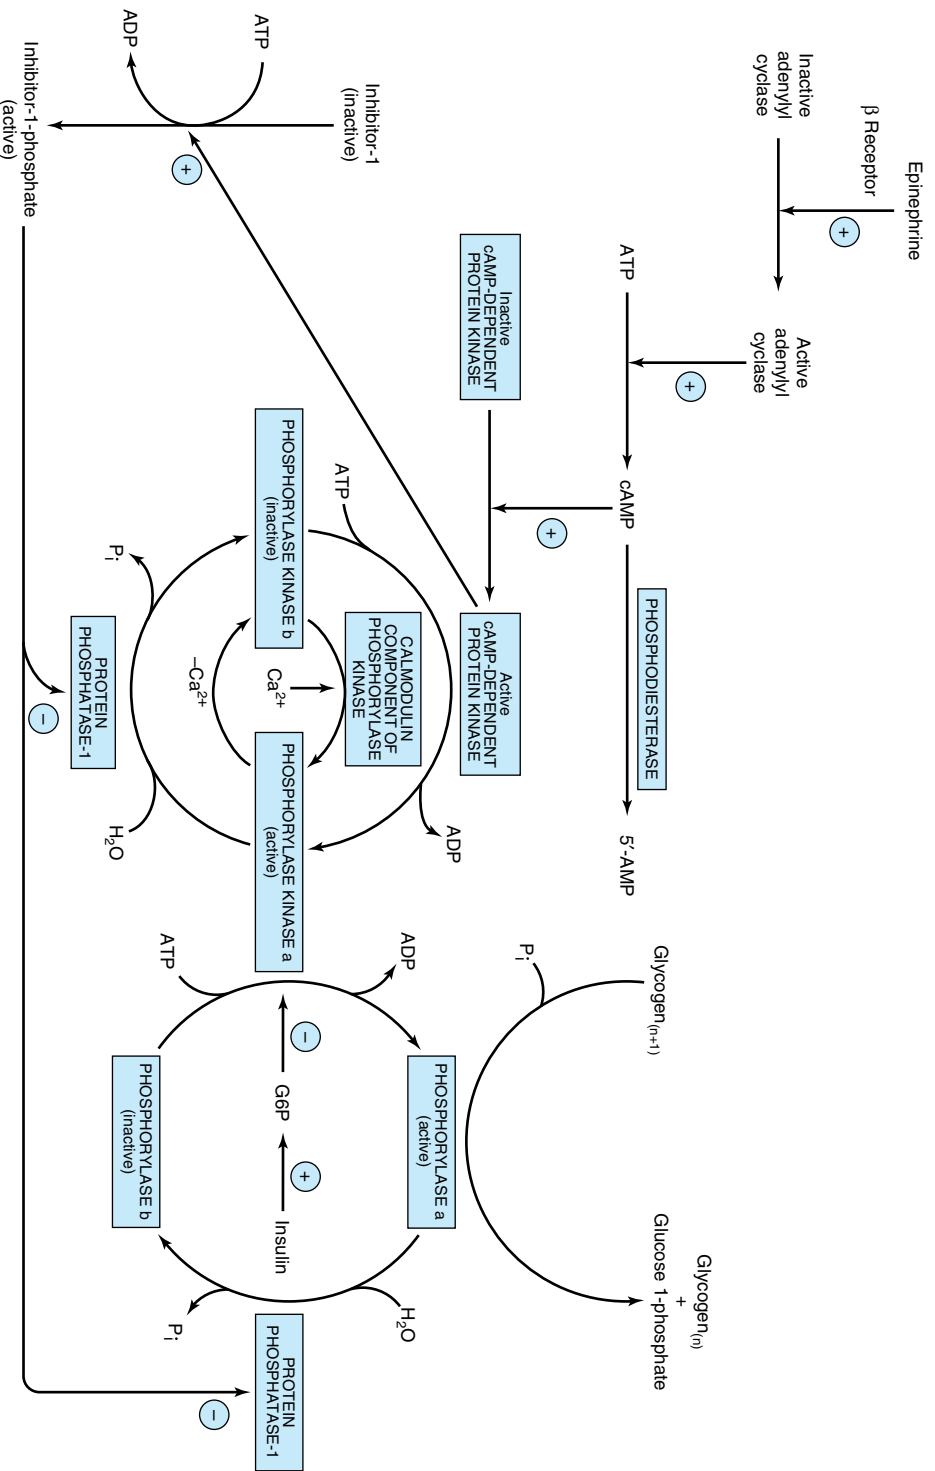 Epinephrine
β Receptor
+
Inactive
adenylyl
cyclase
Active
adenylyl
cyclase
+
ATP
cAMP
PHOSPHODIESTERASE
5′-AMP
+
Inactive
cAMP-DEPENDENT
PROTEIN KINASE
Active
cAMP-DEPENDENT
PROTEIN KINASE
Glycogen(n+1)
Glycogen(n)
+
Glucose 1-phosphate
Pi
Inhibitor-1
(inactive)
ATP
ADP
+
Inhibitor-1-phosphate
(active)
ATP
ADP
CALMODULIN
COMPONENT OF
PHOSPHORYLASE
KINASE
PHOSPHORYLASE KINASE b
(inactive)
Ca2+
–Ca2+
PHOSPHORYLASE KINASE a
(active)
Pi
H2O
PROTEIN
PHOSPHATASE-1
–
ADP
ATP
PHOSPHORYLASE a
(active)
–
G6P
+
Insulin
PHOSPHORYLASE b
(inactive)
H2O
Pi
PROTEIN
PHOSPHATASE-1
–